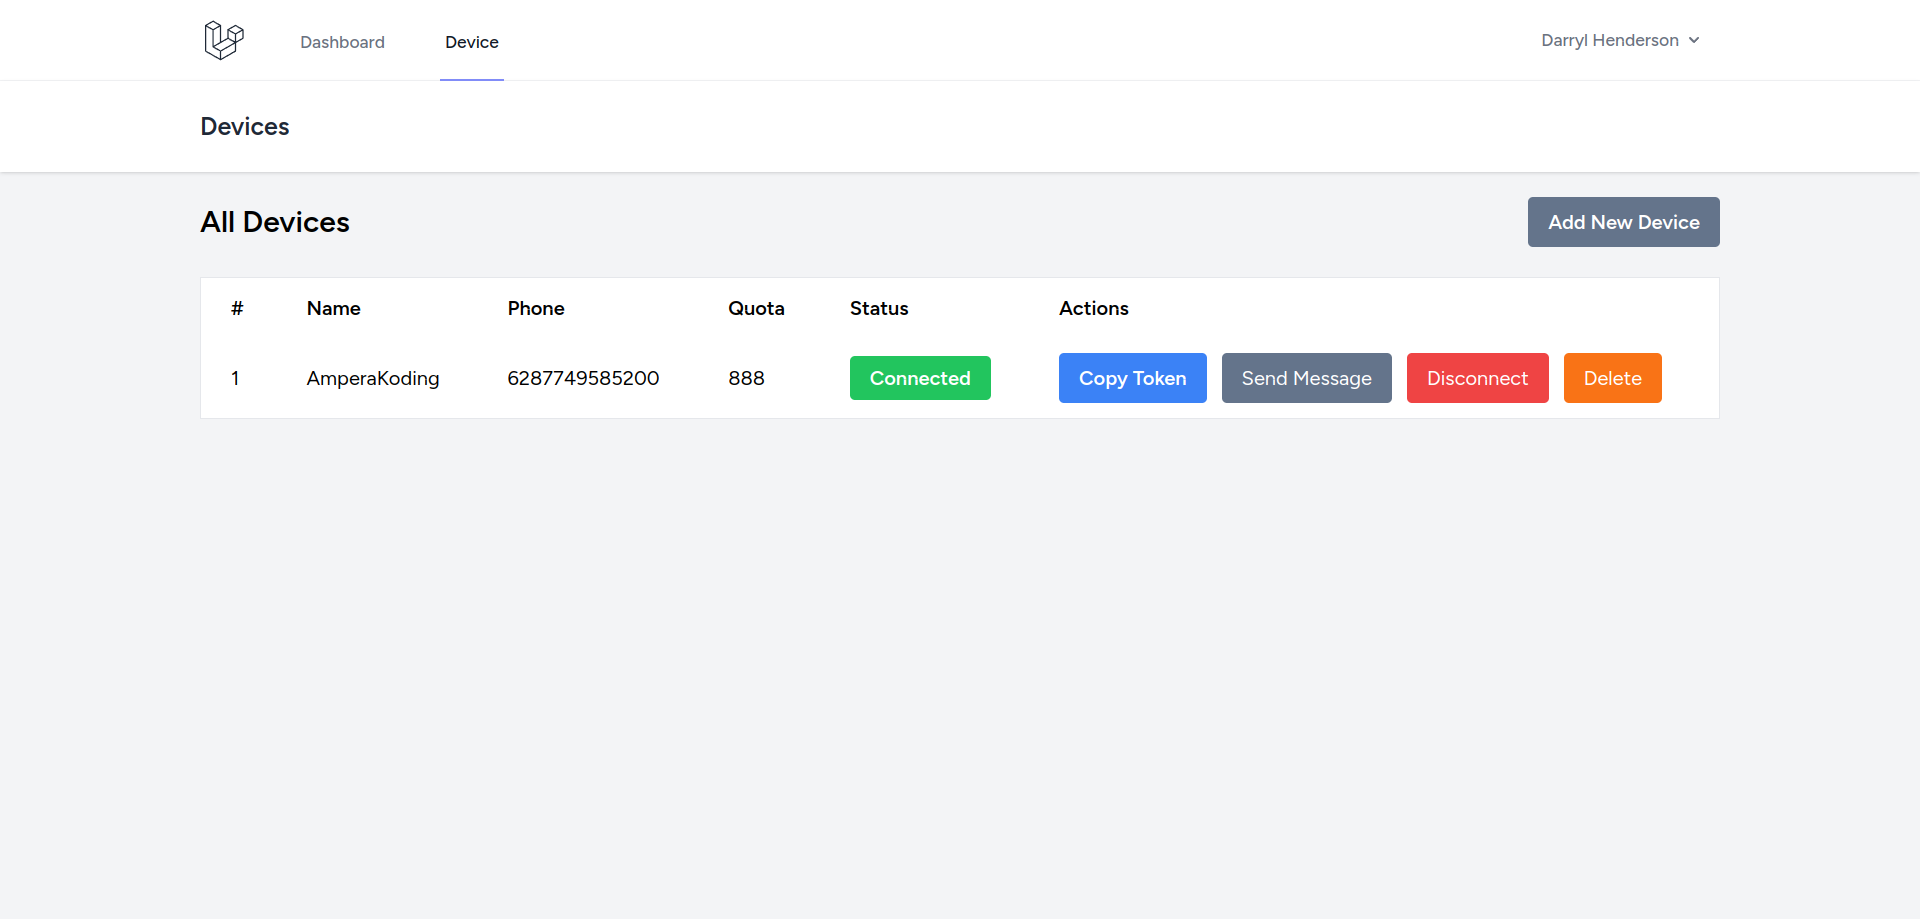 Dashboard Device Darryl Henderson
Devices
All Devices Add New Device
# Name Phone Quota Status Actions
1 AmperaKoding 6287749585200 888 Connected Copy Token Send Message Disconnect Delete